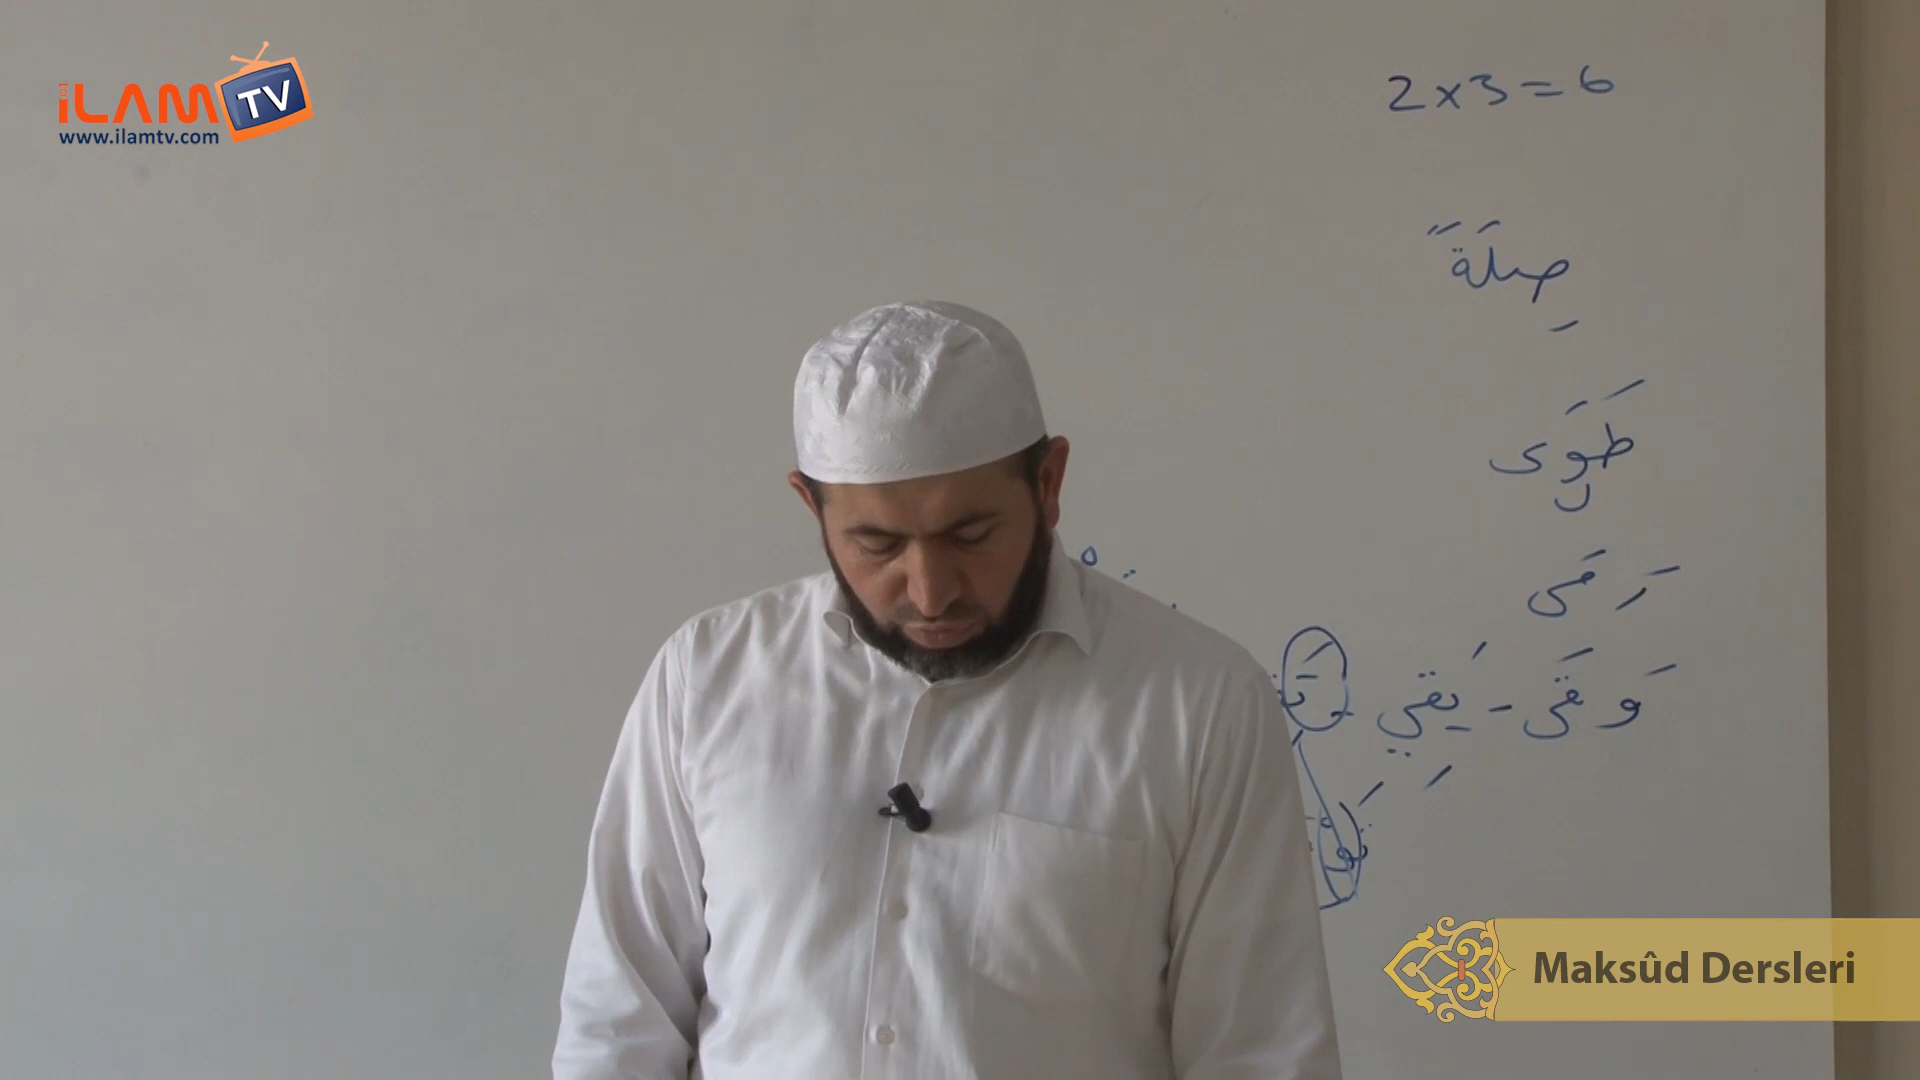 iLAM TV
www.ilamtv.com
2x3=6
صِلَةً
طَوَى
رَمَى
وَقَى - يَقِي -
Maksûd Dersleri